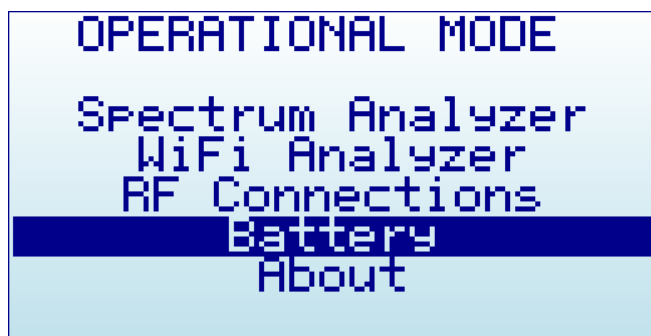 OPERATIONAL MODE
Spectrum Analyzer
WiFi Analyzer
RF Connections
Battery
About